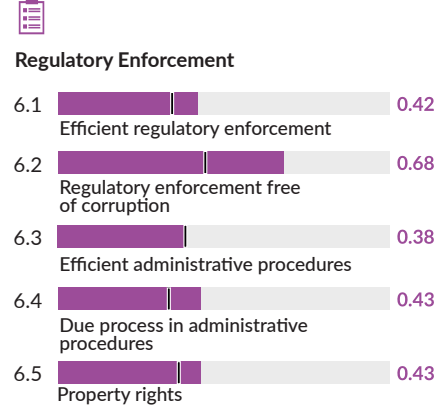 Regulatory Enforcement
6.1 0.42
Efficient regulatory enforcement
6.2 0.68
Regulatory enforcement free
of corruption
6.3 0.38
Efficient administrative procedures
6.4 0.43
Due process in administrative
procedures
6.5 0.43
Property rights